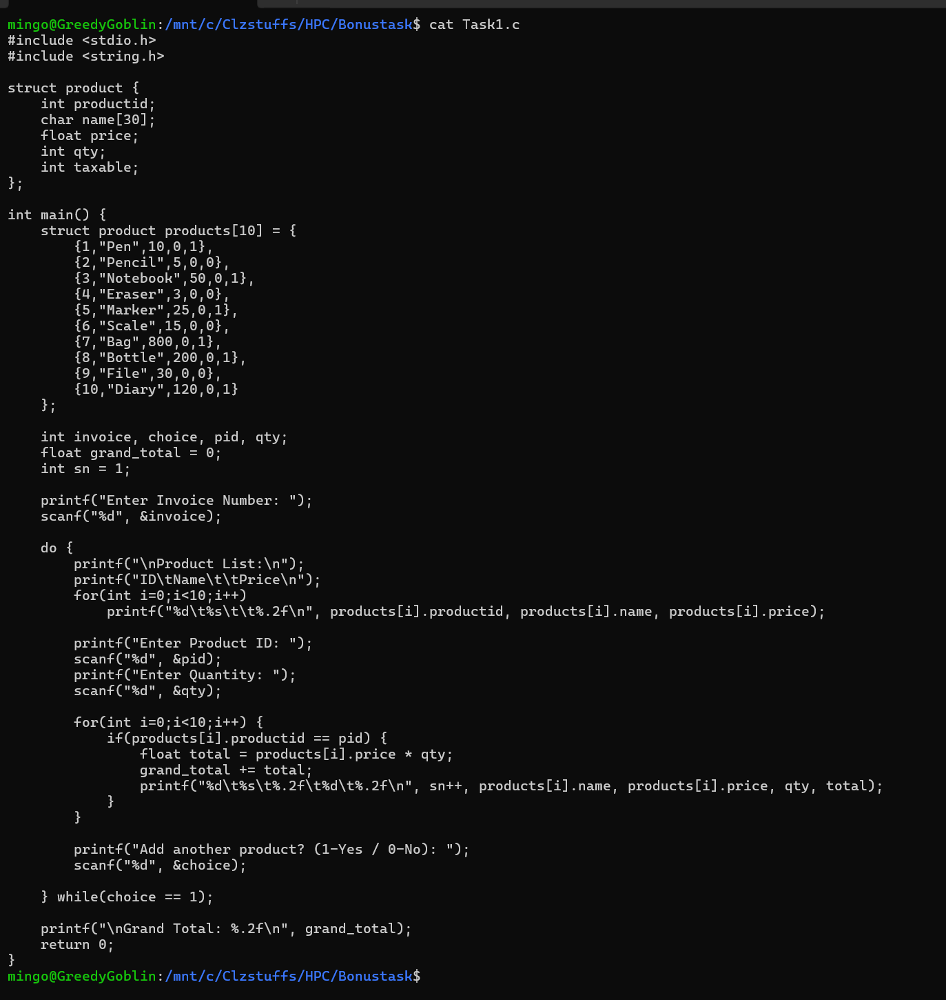 mingo@GreedyGoblin:/mnt/c/Clzstuffs/HPC/Bonustask$ cat Task1.c
#include <stdio.h>
#include <string.h>

struct product {
    int productid;
    char name[30];
    float price;
    int qty;
    int taxable;
};

int main() {
    struct product products[10] = {
        {1,"Pen",10,0,1},
        {2,"Pencil",5,0,0},
        {3,"Notebook",50,0,1},
        {4,"Eraser",3,0,0},
        {5,"Marker",25,0,1},
        {6,"Scale",15,0,0},
        {7,"Bag",800,0,1},
        {8,"Bottle",200,0,1},
        {9,"File",30,0,0},
        {10,"Diary",120,0,1}
    };

    int invoice, choice, pid, qty;
    float grand_total = 0;
    int sn = 1;

    printf("Enter Invoice Number: ");
    scanf("%d", &invoice);

    do {
        printf("\nProduct List:\n");
        printf("ID\tName\t\tPrice\n");
        for(int i=0;i<10;i++)
            printf("%d\t%s\t\t%.2f\n", products[i].productid, products[i].name, products[i].price);

        printf("Enter Product ID: ");
        scanf("%d", &pid);
        printf("Enter Quantity: ");
        scanf("%d", &qty);

        for(int i=0;i<10;i++) {
            if(products[i].productid == pid) {
                float total = products[i].price * qty;
                grand_total += total;
                printf("%d\t%s\t%.2f\t%d\t%.2f\n", sn++, products[i].name, products[i].price, qty, total);
            }
        }

        printf("Add another product? (1-Yes / 0-No): ");
        scanf("%d", &choice);

    } while(choice == 1);

    printf("\nGrand Total: %.2f\n", grand_total);
    return 0;
}
mingo@GreedyGoblin:/mnt/c/Clzstuffs/HPC/Bonustask$